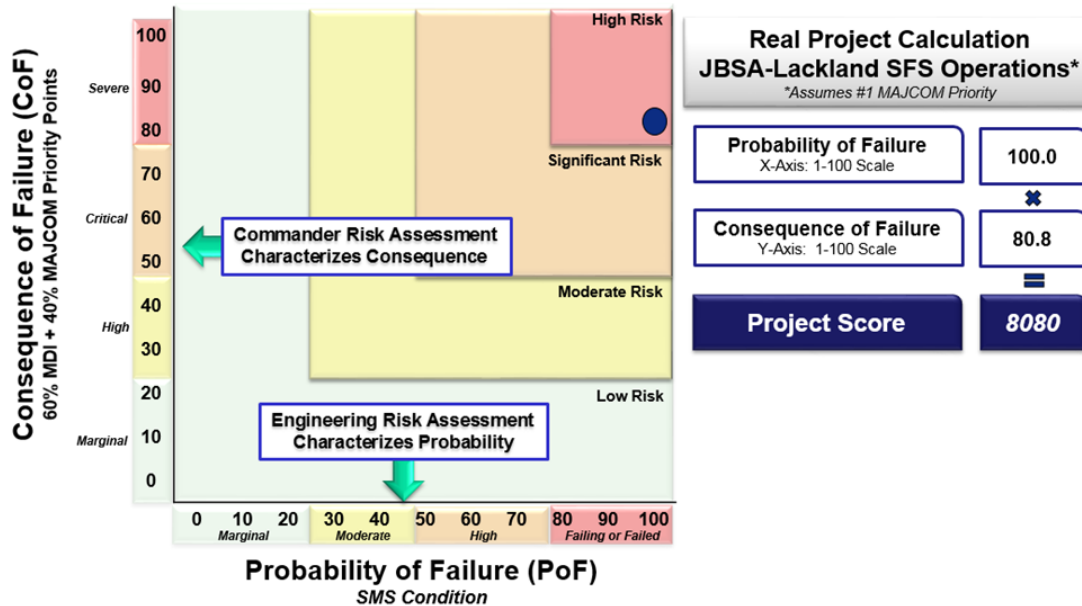 Consequence of Failure (CoF)
60% MDI + 40% MAJCOM Priority Points
100
90
80
70
60
50
40
30
20
10
0
Severe
Critical
High
Marginal
High Risk
Significant Risk
Moderate Risk
Low Risk
Commander Risk Assessment
Characterizes Consequence
Engineering Risk Assessment
Characterizes Probability
0 10 20 30 40 50 60 70 80 90 100
Marginal Moderate High Failing or Failed
Probability of Failure (PoF)
SMS Condition
Real Project Calculation
JBSA-Lackland SFS Operations*
*Assumes #1 MAJCOM Priority
Probability of Failure
X-Axis: 1-100 Scale
100.0
×
Consequence of Failure
Y-Axis: 1-100 Scale
80.8
=
Project Score
8080